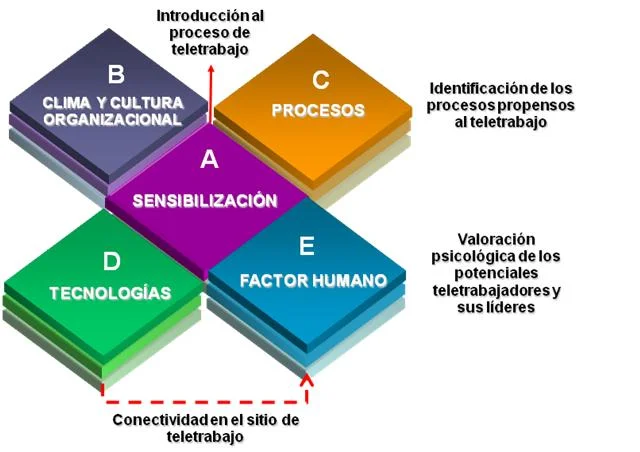 Introducción al
proceso de
teletrabajo
B
CLIMA Y CULTURA
ORGANIZACIONAL
C
PROCESOS
Identificación de los
procesos propensos
al teletrabajo
A
SENSIBILIZACIÓN
D
TECNOLOGÍAS
E
FACTOR HUMANO
Valoración
psicológica de los
potenciales
teletrabajadores y
sus líderes
Conectividad en el sitio de
teletrabajo